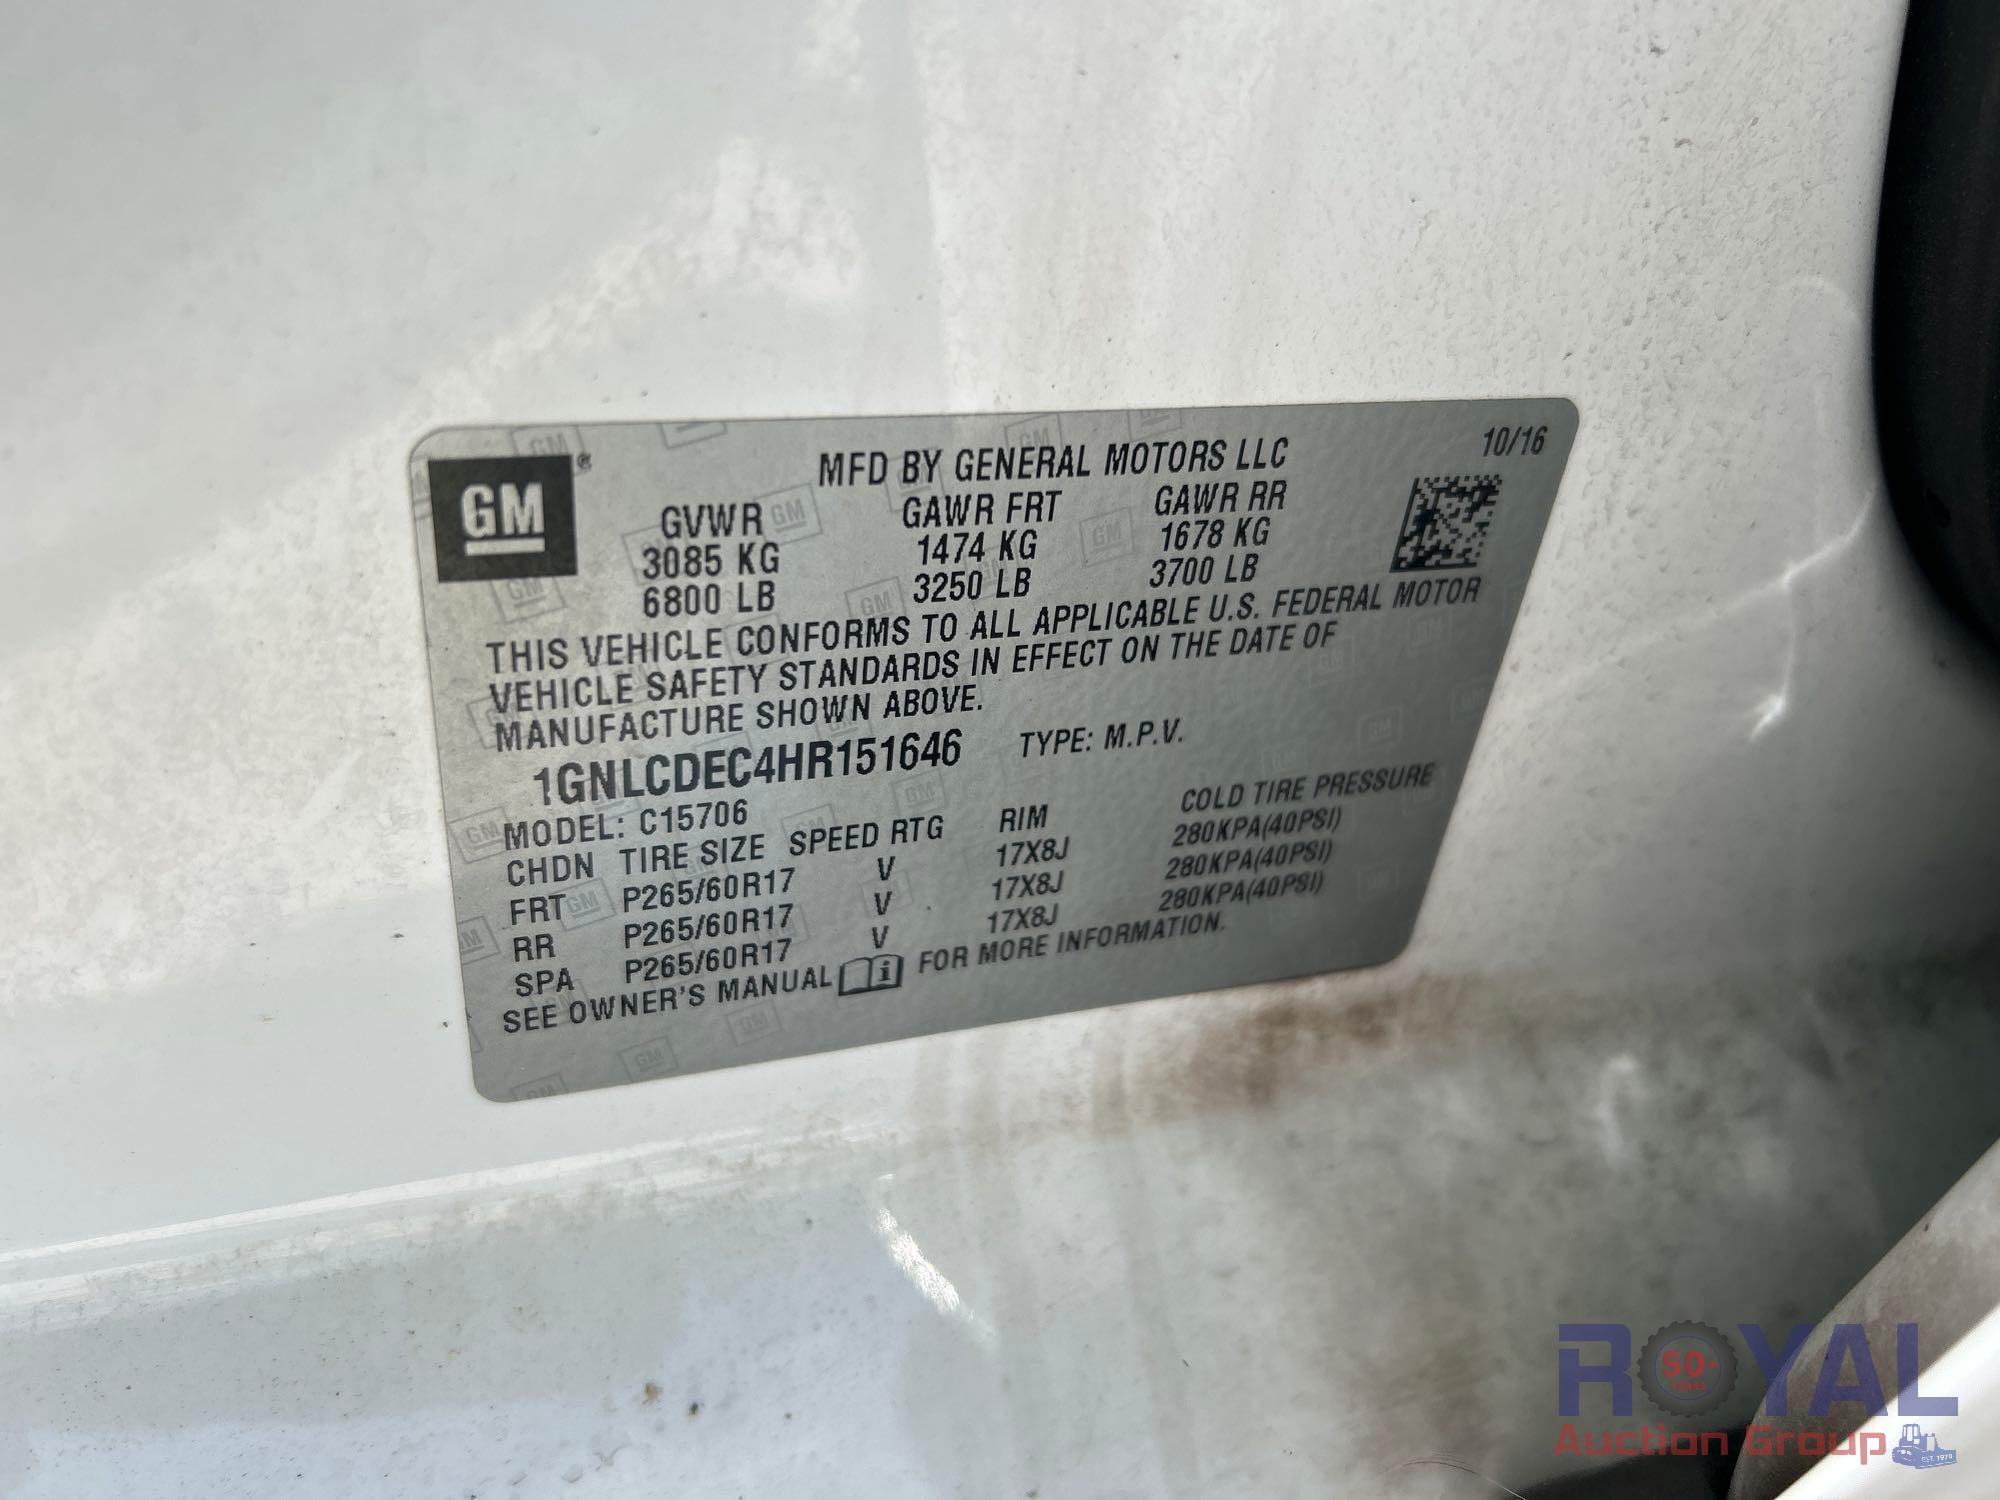 GM®
MFD BY GENERAL MOTORS LLC
10/16
GVWR GAWR FRT GAWR RR
3085 KG 1474 KG 1678 KG
6800 LB 3250 LB 3700 LB
THIS VEHICLE CONFORMS TO ALL APPLICABLE U.S. FEDERAL MOTOR
VEHICLE SAFETY STANDARDS IN EFFECT ON THE DATE OF
MANUFACTURE SHOWN ABOVE.
1GNLCDEC4HR151646 TYPE: M.P.V.
MODEL: C15706
CHDN TIRE SIZE SPEED RTG RIM COLD TIRE PRESSURE
FRT P265/60R17 V 17X8J 280KPA(40PSI)
RR P265/60R17 V 17X8J 280KPA(40PSI)
SPA P265/60R17 V 17X8J 280KPA(40PSI)
SEE OWNER'S MANUAL i FOR MORE INFORMATION.
ROYAL
50+
YEARS
Auction Group
EST. 1970